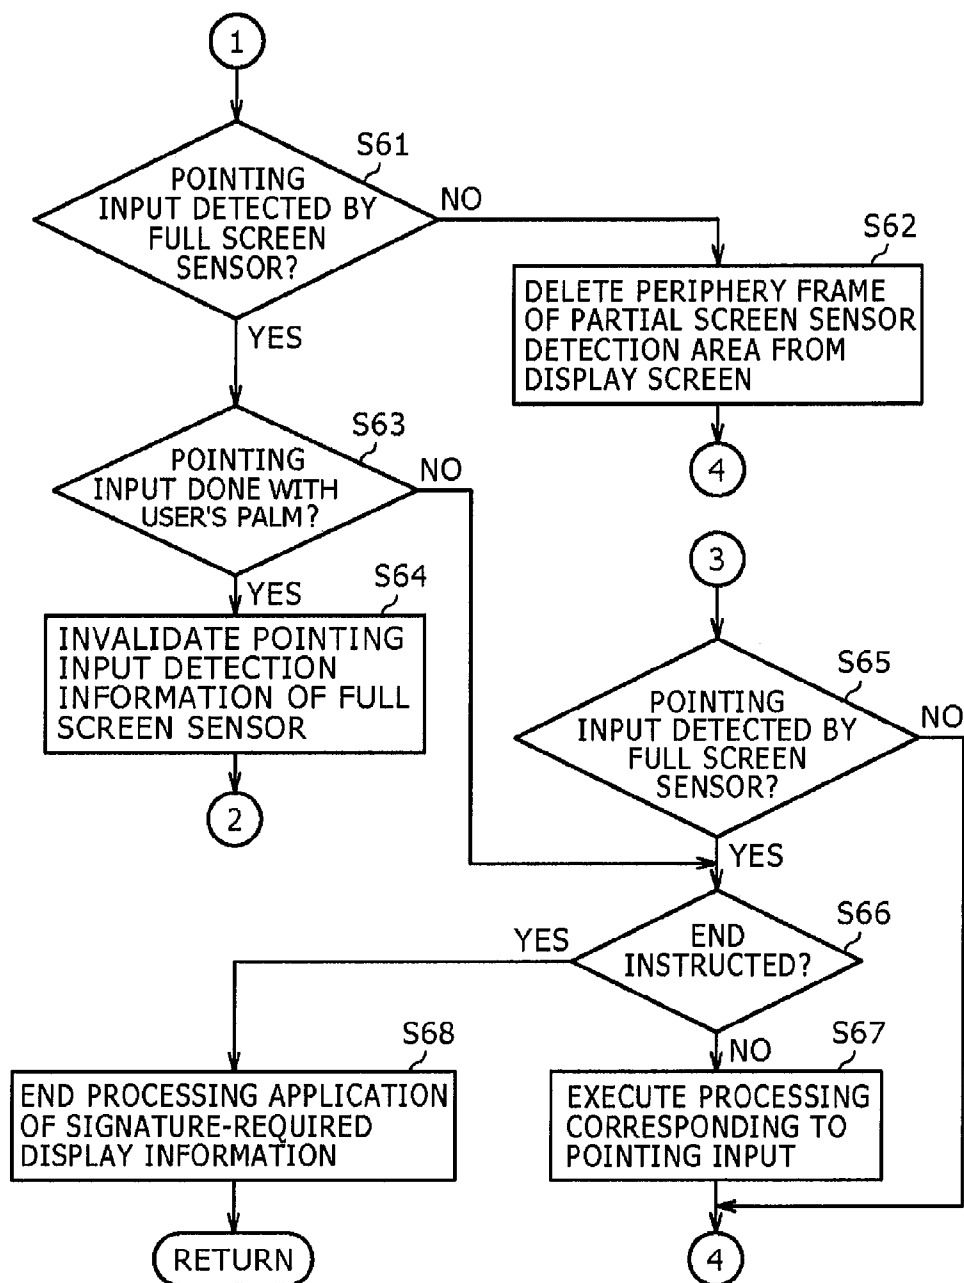 1
S61
POINTING
INPUT DETECTED BY
FULL SCREEN
SENSOR?
NO
YES
S62
DELETE PERIPHERY FRAME
OF PARTIAL SCREEN SENSOR
DETECTION AREA FROM
DISPLAY SCREEN
4
S63
POINTING
INPUT DONE WITH
USER'S PALM?
NO
YES
S64
INVALIDATE POINTING
INPUT DETECTION
INFORMATION OF FULL
SCREEN SENSOR
2
3
S65
POINTING
INPUT DETECTED BY
FULL SCREEN
SENSOR?
NO
YES
S66
END
INSTRUCTED?
YES
NO
S68
END PROCESSING APPLICATION
OF SIGNATURE-REQUIRED
DISPLAY INFORMATION
RETURN
S67
EXECUTE PROCESSING
CORRESPONDING TO
POINTING INPUT
4